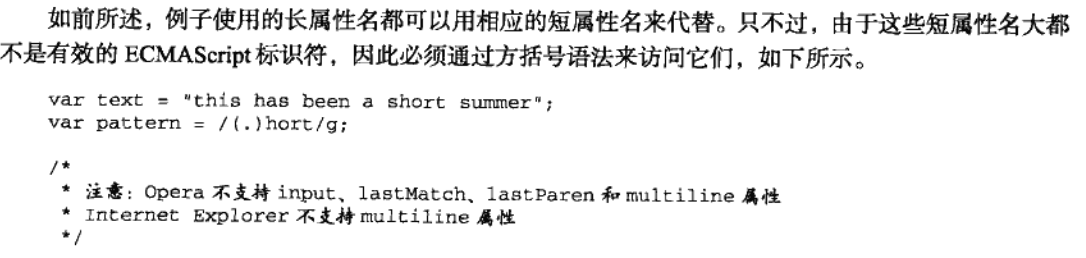 如前所述，例子使用的长属性名都可以用相应的短属性名来代替。只不过，由于这些短属性名大都
不是有效的 ECMAScript 标识符，因此必须通过方括号语法来访问它们，如下所示。
var text = "this has been a short summer";
var pattern = /(.)hort/g;
/*
* 注意：Opera 不支持 input、lastMatch、lastParen 和 multiline 属性
* Internet Explorer 不支持 multiline 属性
*/